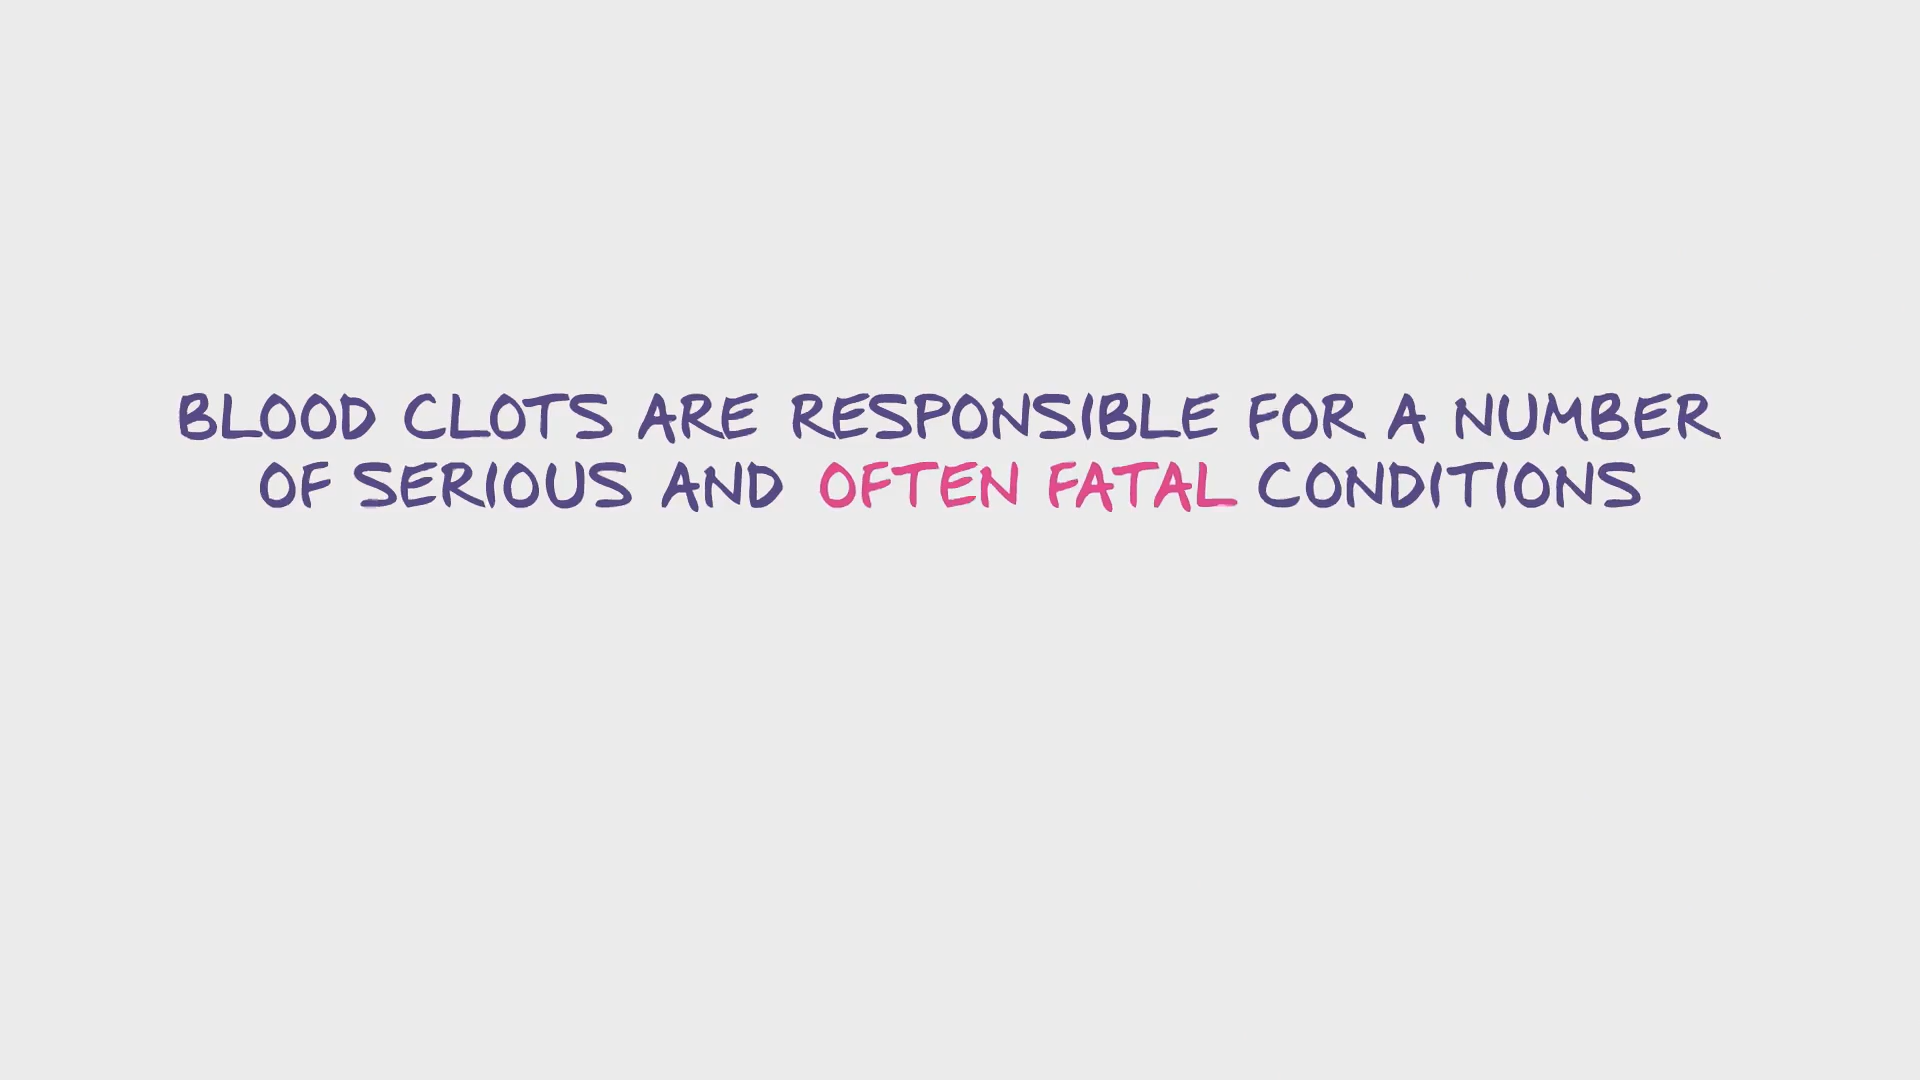 BLOOD CLOTS ARE RESPONSIBLE FOR A NUMBER
OF SERIOUS AND OFTEN FATAL CONDITIONS